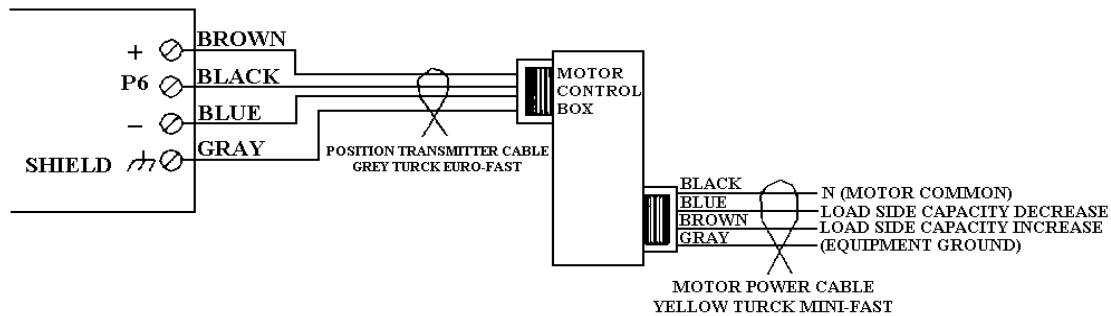 + BROWN
P6 BLACK
– BLUE
SHIELD GRAY
MOTOR
CONTROL
BOX
POSITION TRANSMITTER CABLE
GREY TURCK EURO-FAST
BLACK N (MOTOR COMMON)
BLUE LOAD SIDE CAPACITY DECREASE
BROWN LOAD SIDE CAPACITY INCREASE
GRAY (EQUIPMENT GROUND)
MOTOR POWER CABLE
YELLOW TURCK MINI-FAST